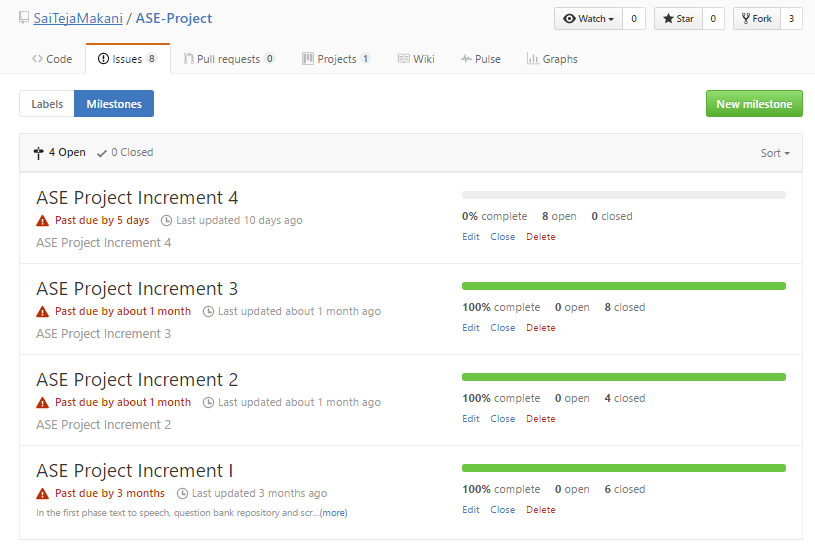 SaiTejaMakani / ASE-Project
Watch 0 Star 0 Fork 3
Code Issues 8 Pull requests 0 Projects 1 Wiki Pulse Graphs
Labels Milestones New milestone
4 Open 0 Closed Sort
ASE Project Increment 4
Past due by 5 days Last updated 10 days ago
ASE Project Increment 4
0% complete 8 open 0 closed
Edit Close Delete
ASE Project Increment 3
Past due by about 1 month Last updated about 1 month ago
ASE Project Increment 3
100% complete 0 open 8 closed
Edit Close Delete
ASE Project Increment 2
Past due by about 1 month Last updated about 1 month ago
ASE Project Increment 2
100% complete 0 open 4 closed
Edit Close Delete
ASE Project Increment I
Past due by 3 months Last updated 3 months ago
In the first phase text to speech, question bank repository and scr...(more)
100% complete 0 open 6 closed
Edit Close Delete